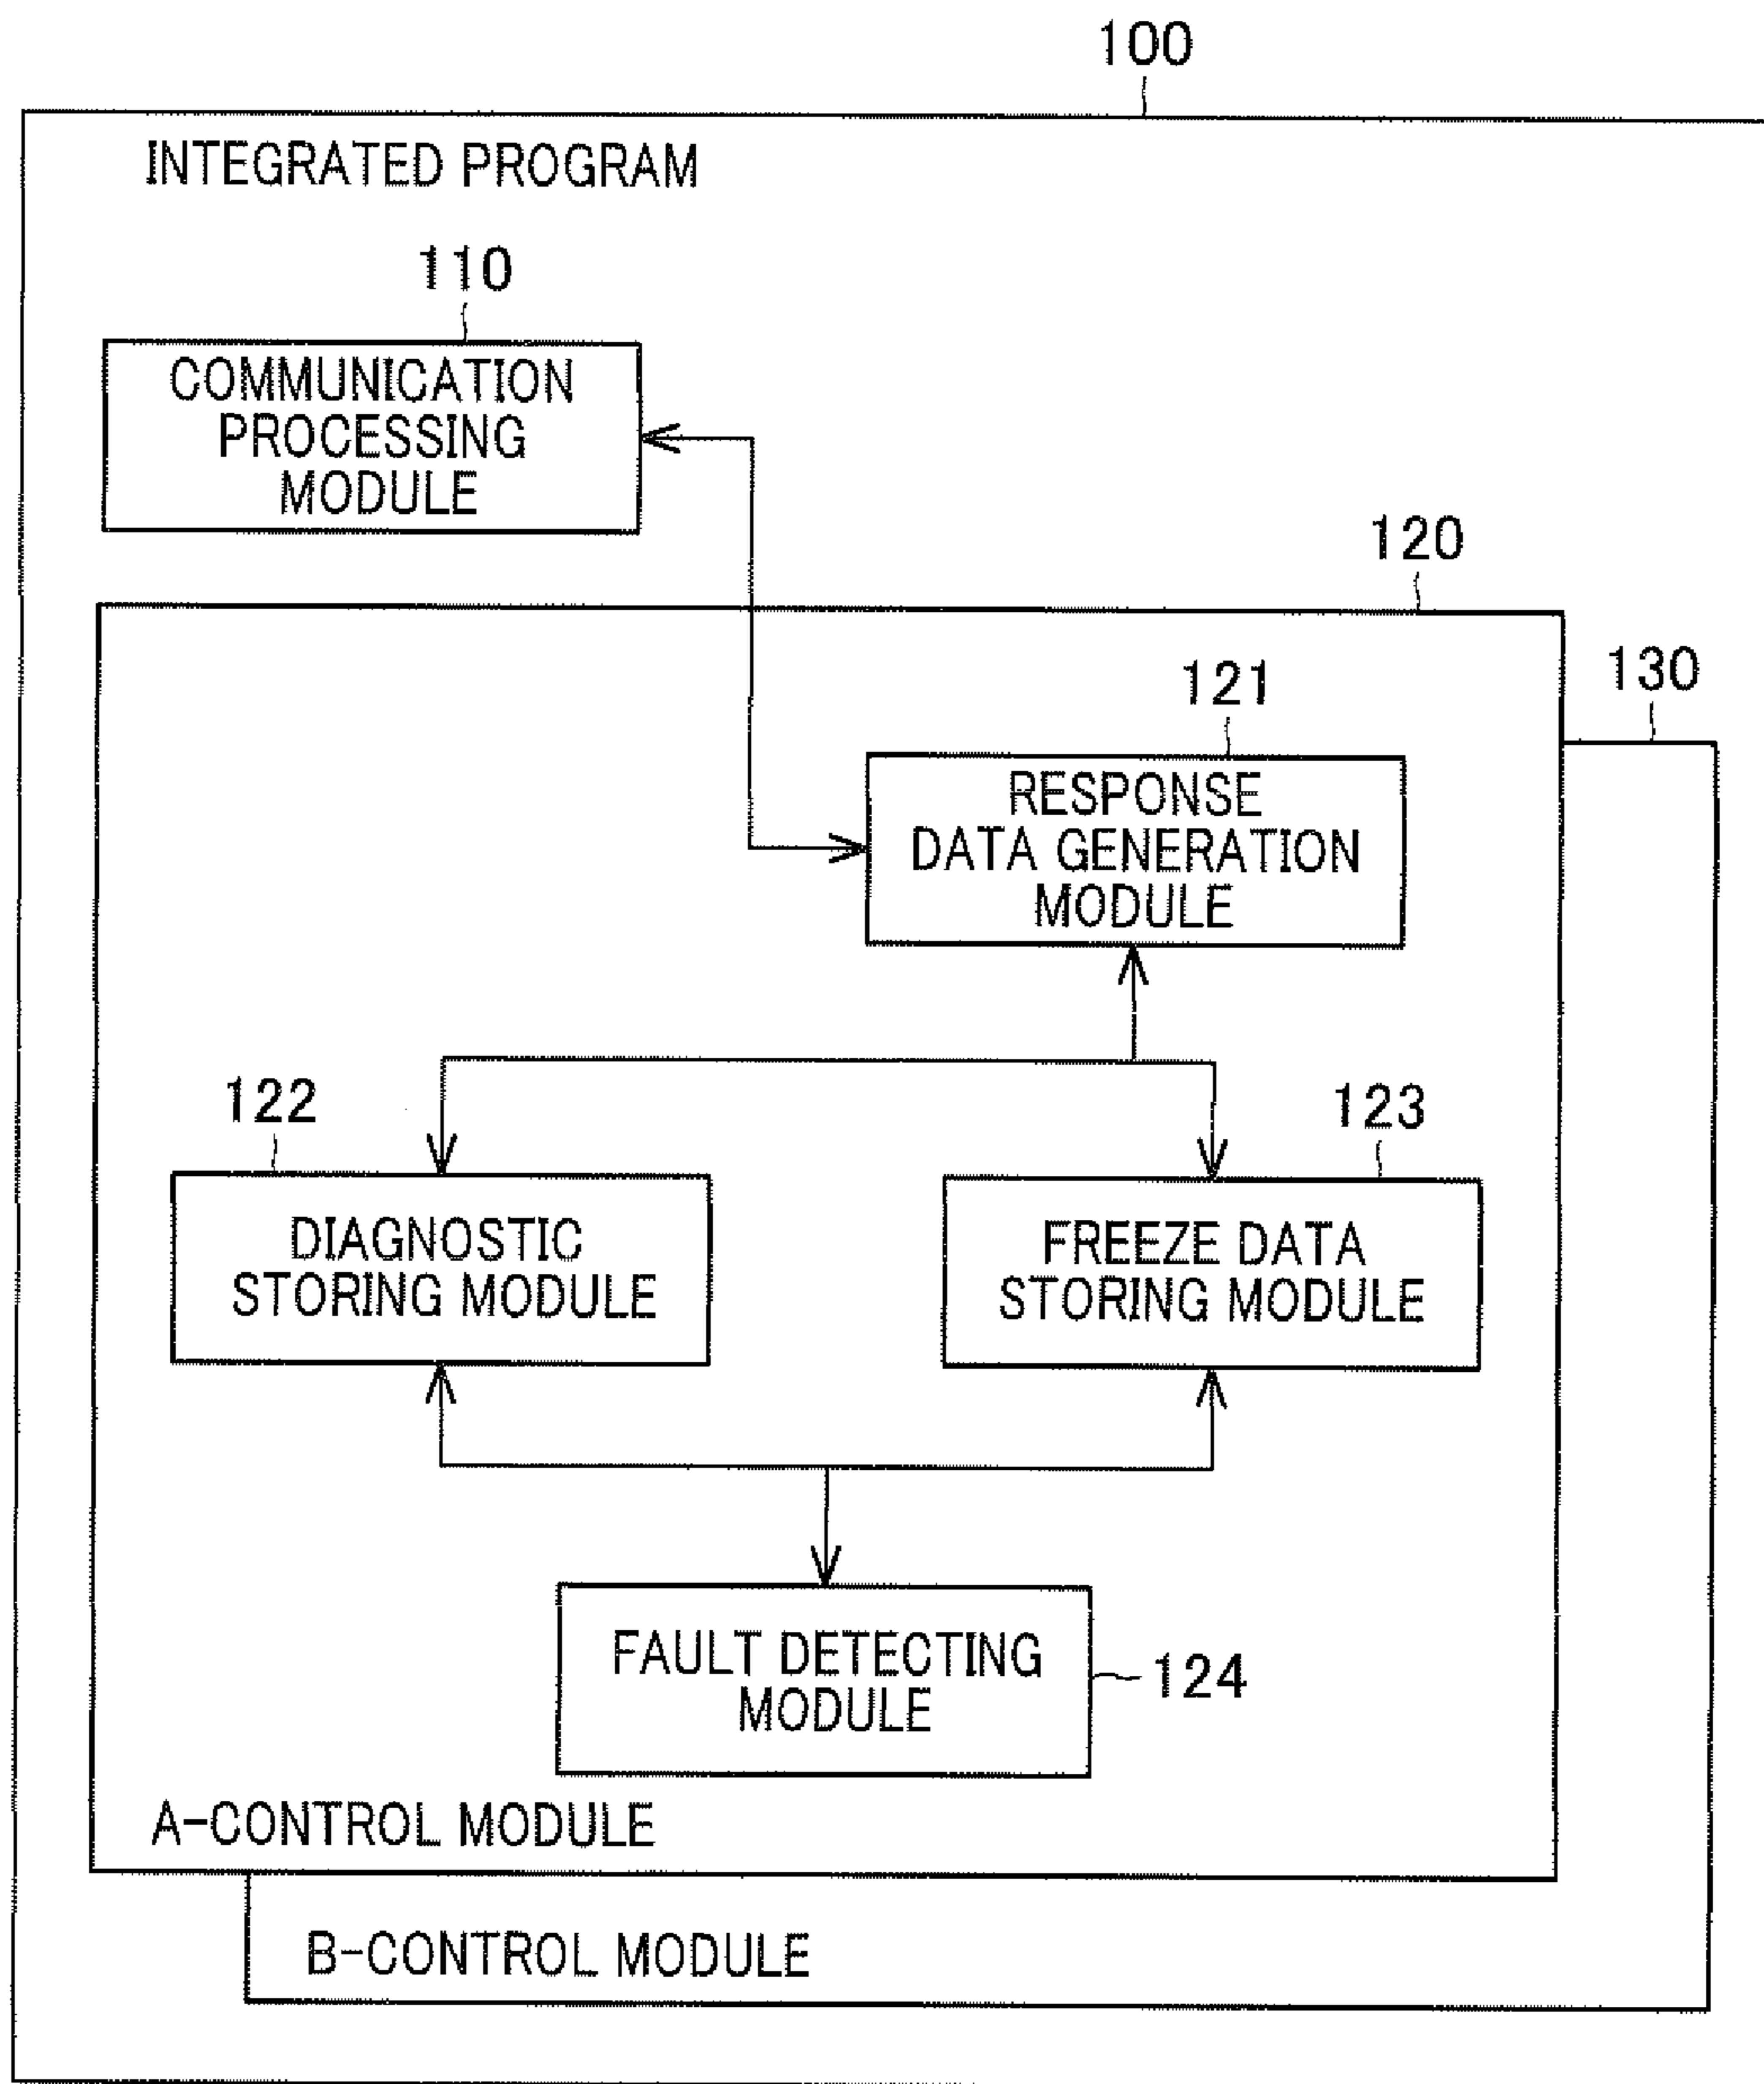 100
INTEGRATED PROGRAM
110
COMMUNICATION
PROCESSING
MODULE
120
130
121
RESPONSE
DATA GENERATION
MODULE
122
123
DIAGNOSTIC
STORING MODULE
FREEZE DATA
STORING MODULE
FAULT DETECTING
MODULE
124
A-CONTROL MODULE
B-CONTROL MODULE